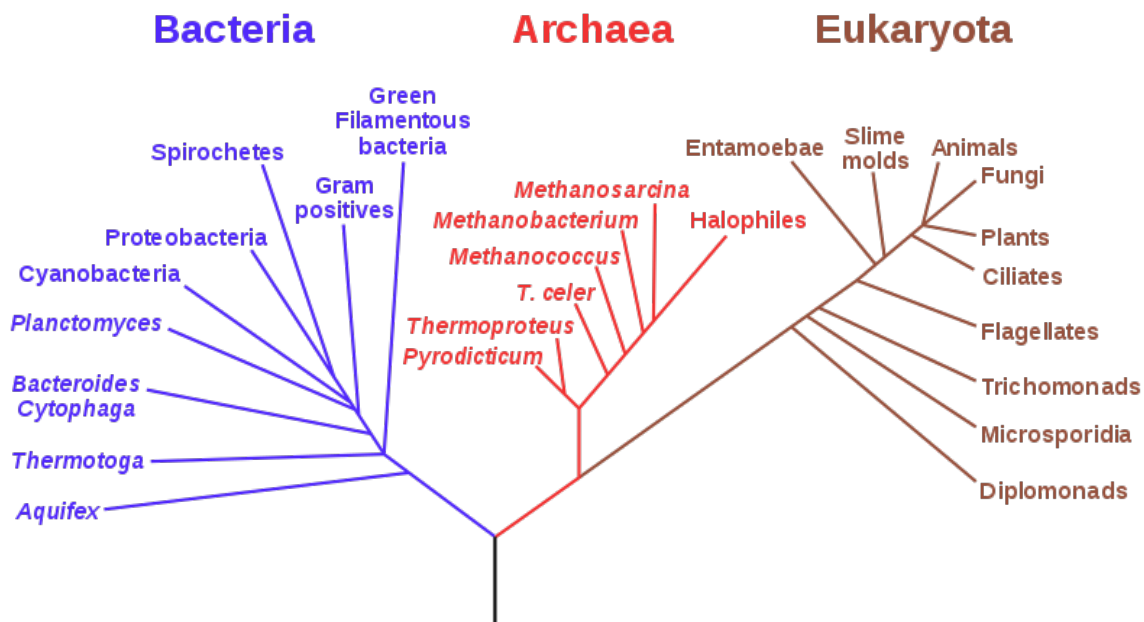 Bacteria
Archaea
Eukaryota
Green
Filamentous
bacteria
Spirochetes
Gram
positives
Proteobacteria
Cyanobacteria
Planctomyces
Bacteroides
Cytophaga
Thermotoga
Aquifex
Methanosarcina
Methanobacterium
Halophiles
Methanococcus
T. celer
Thermoproteus
Pyrodicticum
Entamoebae
Slime
molds
Animals
Fungi
Plants
Ciliates
Flagellates
Trichomonads
Microsporidia
Diplomonads